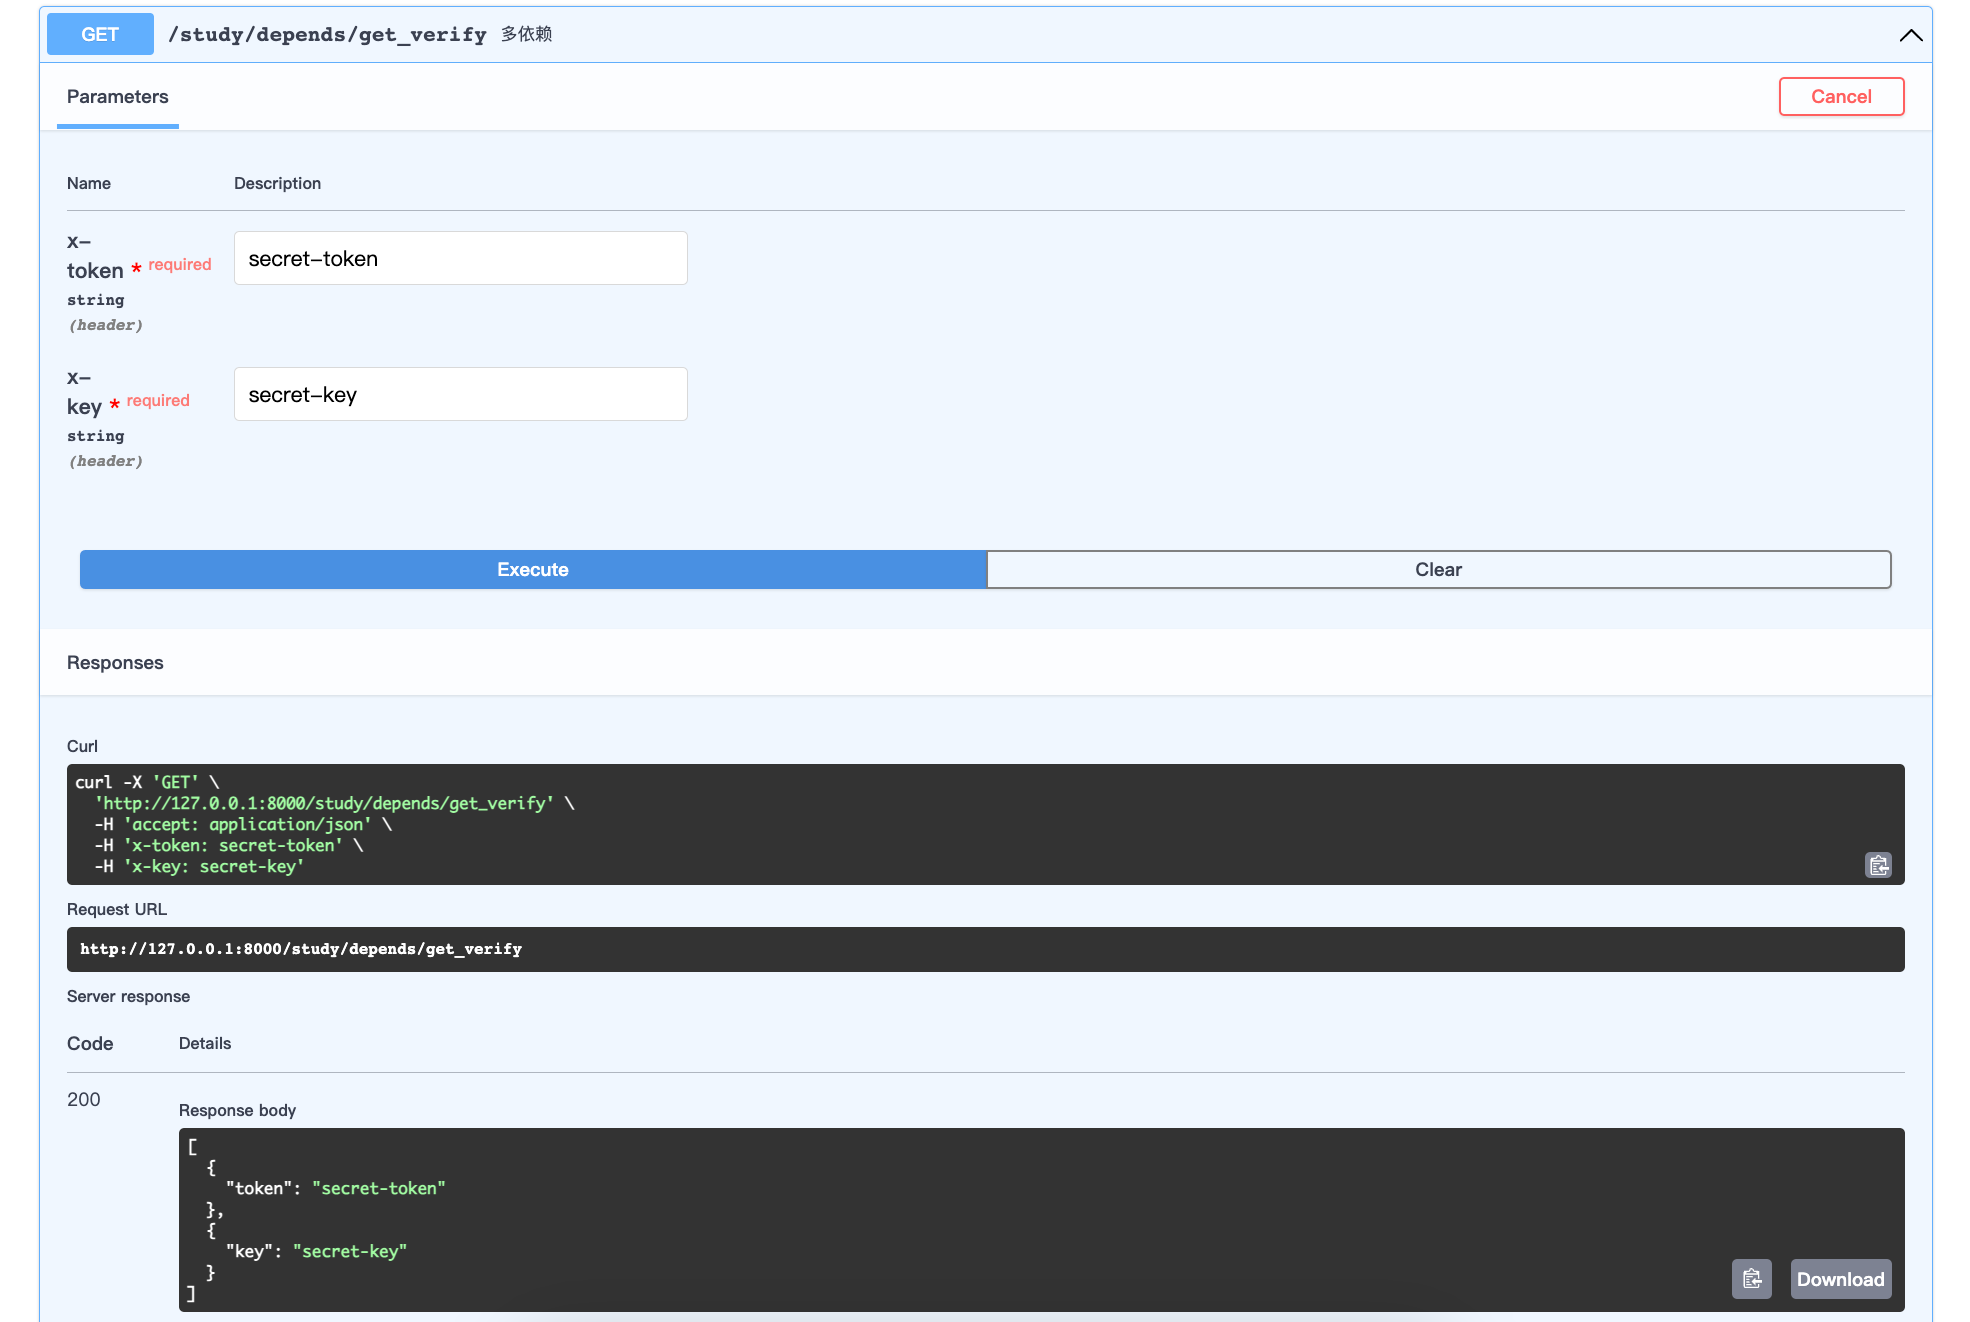 GET /study/depends/get_verify 多依赖
Parameters
Cancel
Name Description
x-
token * required
string
(header)
secret-token
x-
key * required
string
(header)
secret-key
Execute
Clear
Responses
Curl
curl -X 'GET' \
  'http://127.0.0.1:8000/study/depends/get_verify' \
  -H 'accept: application/json' \
  -H 'x-token: secret-token' \
  -H 'x-key: secret-key'
Request URL
http://127.0.0.1:8000/study/depends/get_verify
Server response
Code Details
200
Response body
[
  {
    "token": "secret-token"
  },
  {
    "key": "secret-key"
  }
]
Download